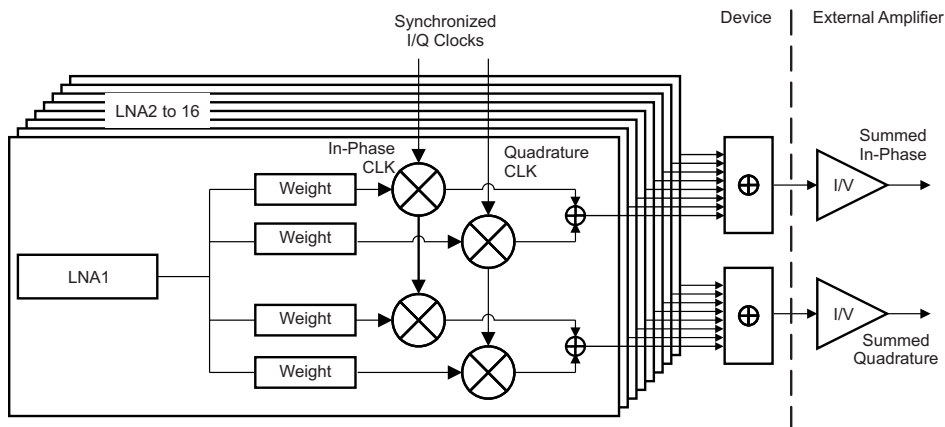 Synchronized
I/Q Clocks
Device
External Amplifier
LNA2 to 16
In-Phase
CLK
Quadrature
CLK
Summed
In-Phase
Weight
I/V
Weight
LNA1
Weight
I/V
Weight
Summed
Quadrature